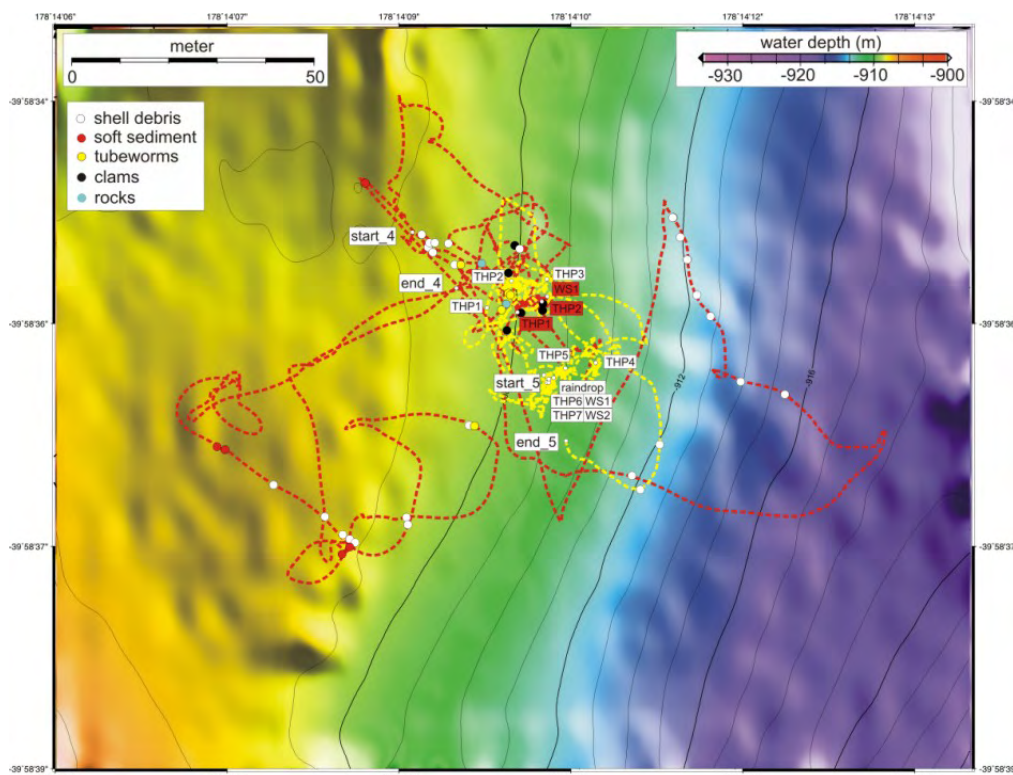 178°14'06 178°14'07 178°14'09 178°14'10 178°14'12 178°14'13
meter
0 50
water depth (m)
-930 -920 -910 -900
shell debris
soft sediment
tubeworms
clams
rocks
-39°58'34" -39°58'34"
start_4
end_4
THP2 THP3
WS1
THP1 THP2
THP1
-39°58'36 -39°58'36
THP5 THP4
start_5 raindrop
THP6 WS1
THP7 WS2
end_5
-912
-916
-39°58'37 -39°58'37
-39°58'39" -39°58'39